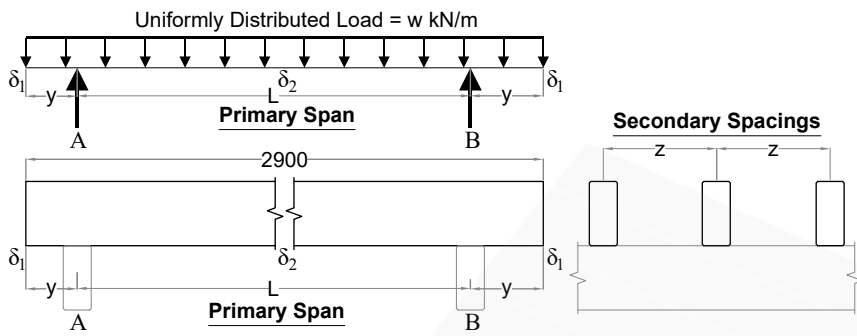 Uniformly Distributed Load = w kN/m
δ1 δ2 δ1
y L y
Primary Span
A B
Secondary Spacings
z z
2900
δ1 δ2 δ1
y L y
A Primary Span B